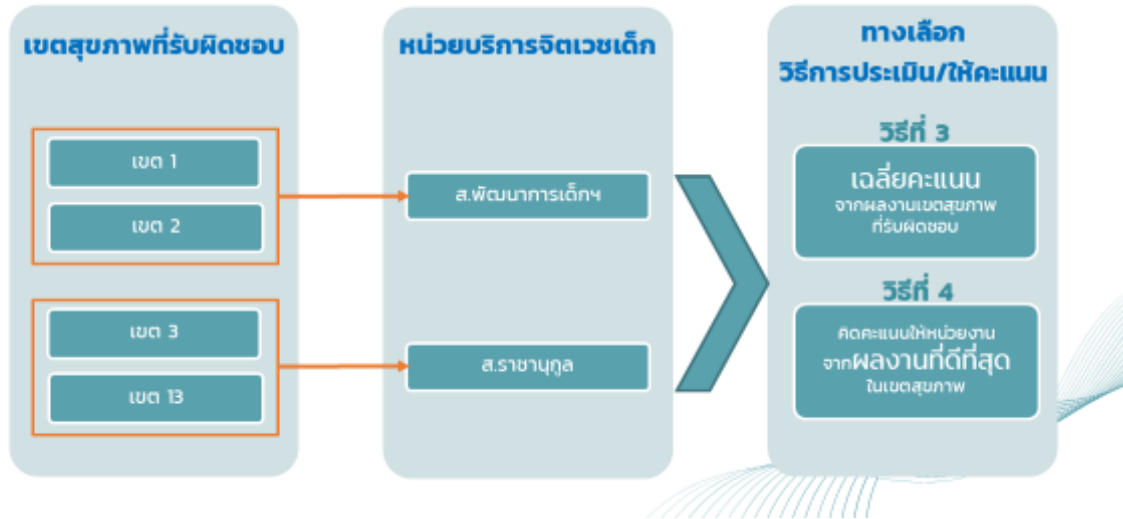 เขตสุขภาพที่รับผิดชอบ
เขต 1
เขต 2
เขต 3
เขต 13
หน่วยบริการจิตเวชเด็ก
ส.พัฒนาการเด็กฯ
ส.ราชานุกูล
ทางเลือก
วิธีการประเมิน/ให้คะแนน
วิธีที่ 3
เฉลี่ยคะแนน
จากผลงานเขตสุขภาพ
ที่รับผิดชอบ
วิธีที่ 4
คิดคะแนนให้หน่วยงาน
จากผลงานที่ดีที่สุด
ในเขตสุขภาพ